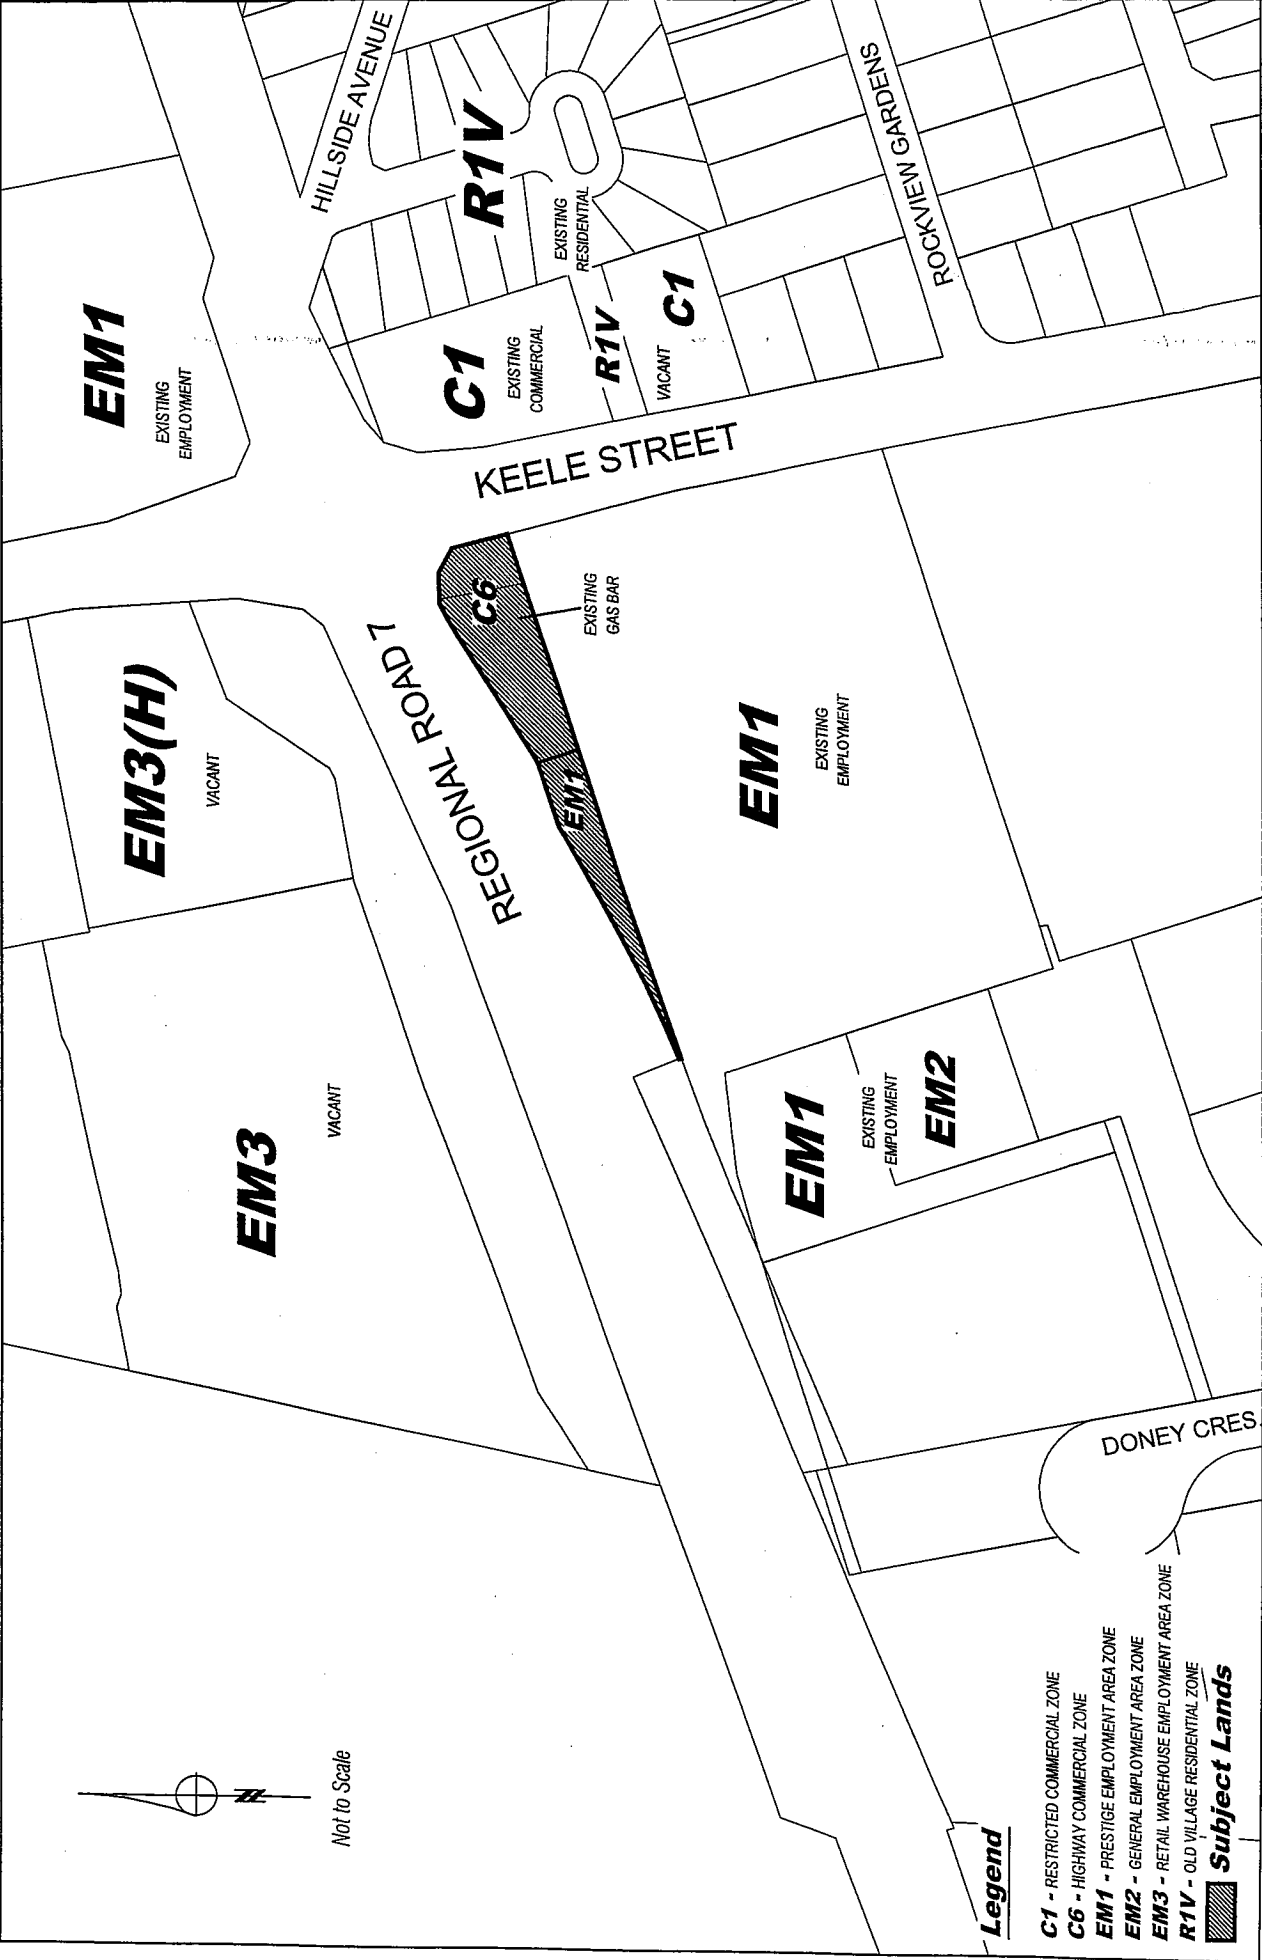 Not to Scale
EM3
VACANT
EM3(H)
VACANT
EM1
EXISTING
EMPLOYMENT
HILLSIDE AVENUE
REGIONAL ROAD 7
C1
EXISTING
COMMERCIAL
R1V
EXISTING
RESIDENTIAL
R1V
VACANT
C1
KEELE STREET
ROCKVIEW GARDENS
C6
EM1
EXISTING
GAS BAR
EM1
EXISTING
EMPLOYMENT
EM1
EXISTING
EMPLOYMENT
EM2
DONEY CRES.
Legend
C1 - RESTRICTED COMMERCIAL ZONE
C6 - HIGHWAY COMMERCIAL ZONE
EM1 - PRESTIGE EMPLOYMENT AREA ZONE
EM2 - GENERAL EMPLOYMENT AREA ZONE
EM3 - RETAIL WAREHOUSE EMPLOYMENT AREA ZONE
R1V - OLD VILLAGE RESIDENTIAL ZONE
Subject Lands